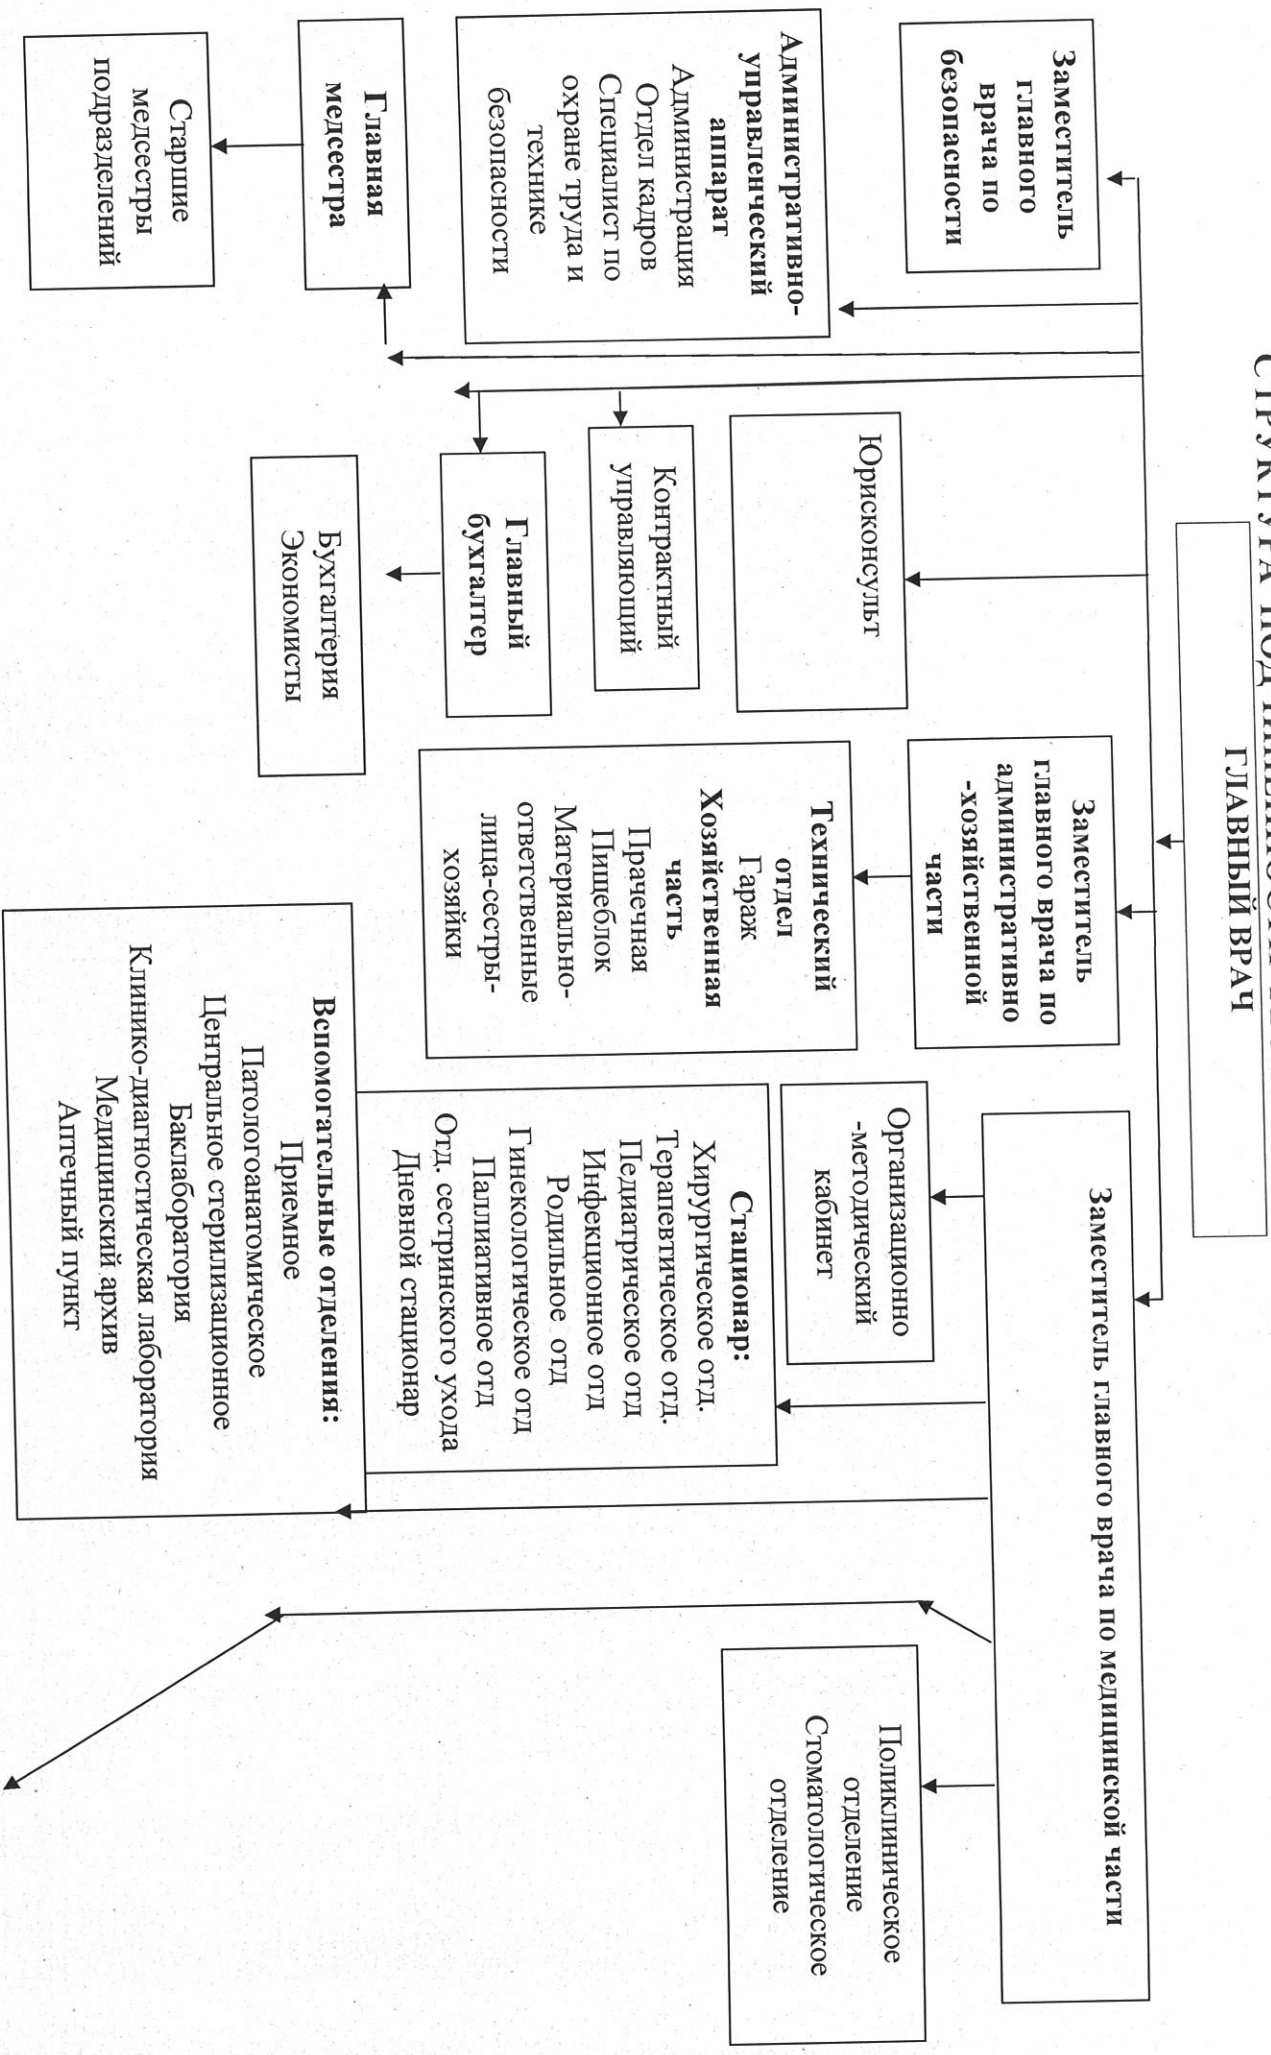 СТРУКТУРА ПОДЧИНЕННОСТИ
ГЛАВНЫЙ ВРАЧ
Заместитель
главного
врача по
безопасности
Административно-
управленческий
аппарат
Администрация
Отдел кадров
Специалист по
охране труда и
технике
безопасности
Главная
медсестра
Старшие
медсестры
подразделений
Юрисконсульт
Контрактный
управляющий
Главный
бухгалтер
Бухгалтерия
Экономисты
Заместитель
главного врача по
административно
-хозяйственной
части
Технический
отдел
Гараж
Хозяйственная
часть
Прачечная
Пищеблок
Материально-
ответственные
лица-сестры-
хозяйки
Заместитель главного врача по медицинской части
Организационно
-методический
кабинет
Стационар:
Хирургическое отд.
Терапевтическое отд.
Педиатрическое отд
Инфекционное отд
Родильное отд
Гинекологическое отд
Паллиативное отд
Отд. сестринского ухода
Дневной стационар
Вспомогательные отделения:
Приемное
Патологоанатомическое
Центральное стерилизационное
Баклаборатория
Клинико-диагностическая лаборатория
Медицинский архив
Аптечный пункт
Поликлиническое
отделение
Стоматологическое
отделение